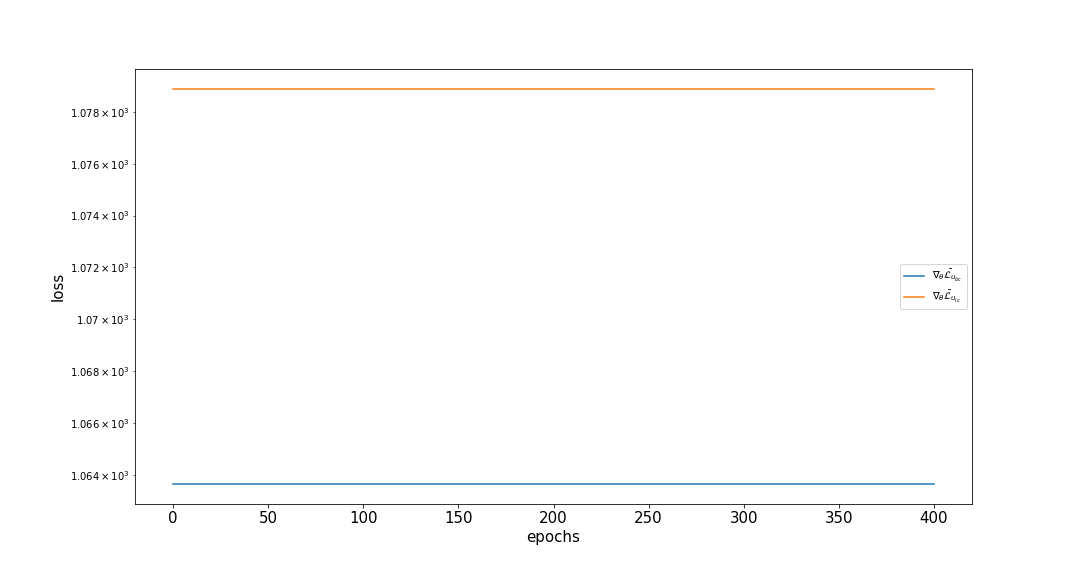 1.078 × 10³
1.076 × 10³
1.074 × 10³
1.072 × 10³
1.07 × 10³
1.068 × 10³
1.066 × 10³
1.064 × 10³
loss
0 50 100 150 200 250 300 350 400
epochs
∇θℒ̄u_bc
∇θℒ̄u_ic